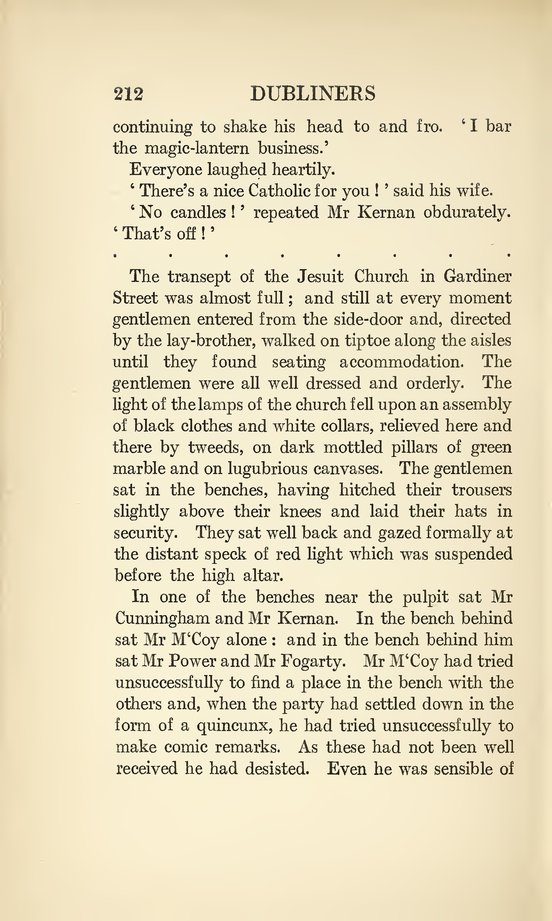 212 DUBLINERS
continuing to shake his head to and fro. ‘I bar
the magic-lantern business.’
Everyone laughed heartily.
‘There’s a nice Catholic for you!’ said his wife.
‘No candles!’ repeated Mr Kernan obdurately.
‘That’s off!’
. . . . . . . .
The transept of the Jesuit Church in Gardiner
Street was almost full; and still at every moment
gentlemen entered from the side-door and, directed
by the lay-brother, walked on tiptoe along the aisles
until they found seating accommodation. The
gentlemen were all well dressed and orderly. The
light of the lamps of the church fell upon an assembly
of black clothes and white collars, relieved here and
there by tweeds, on dark mottled pillars of green
marble and on lugubrious canvases. The gentlemen
sat in the benches, having hitched their trousers
slightly above their knees and laid their hats in
security. They sat well back and gazed formally at
the distant speck of red light which was suspended
before the high altar.
In one of the benches near the pulpit sat Mr
Cunningham and Mr Kernan. In the bench behind
sat Mr M‘Coy alone: and in the bench behind him
sat Mr Power and Mr Fogarty. Mr M‘Coy had tried
unsuccessfully to find a place in the bench with the
others and, when the party had settled down in the
form of a quincunx, he had tried unsuccessfully to
make comic remarks. As these had not been well
received he had desisted. Even he was sensible of